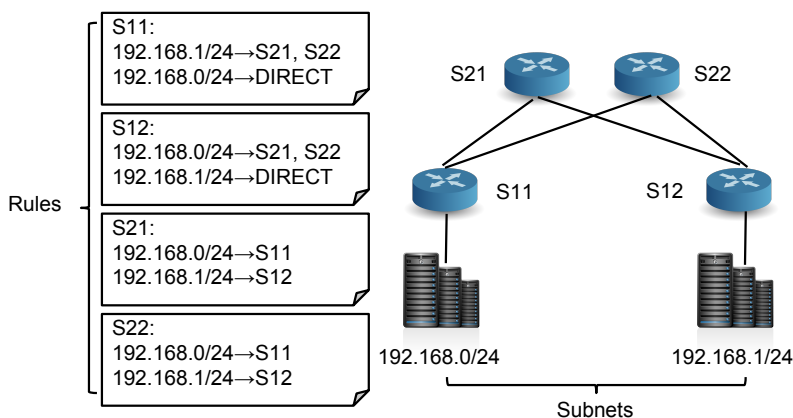 Rules
S11:
192.168.1/24→S21, S22
192.168.0/24→DIRECT
S12:
192.168.0/24→S21, S22
192.168.1/24→DIRECT
S21:
192.168.0/24→S11
192.168.1/24→S12
S22:
192.168.0/24→S11
192.168.1/24→S12
S21
S22
S11
S12
192.168.0/24
192.168.1/24
Subnets